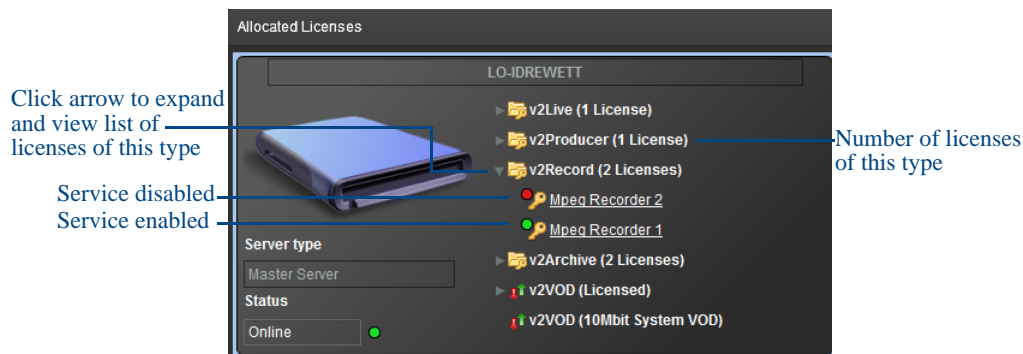 Allocated Licenses
LO-IDREWETT
Click arrow to expand
and view list of
licenses of this type
Service disabled
Service enabled
v2Live (1 License)
v2Producer (1 License)
v2Record (2 Licenses)
Mpeg Recorder 2
Mpeg Recorder 1
v2Archive (2 Licenses)
v2VOD (Licensed)
v2VOD (10Mbit System VOD)
Number of licenses
of this type
Server type
Master Server
Status
Online